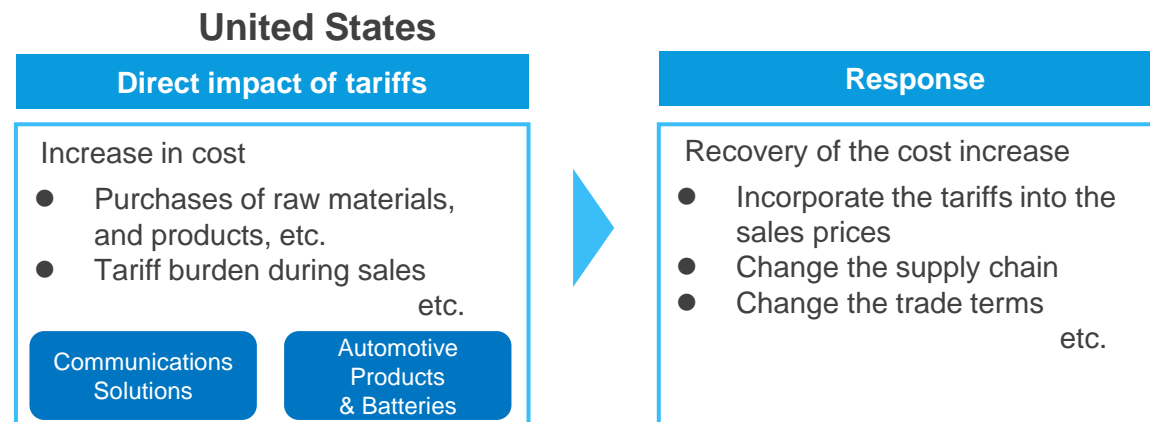 United States
Direct impact of tariffs
Increase in cost
● Purchases of raw materials,
and products, etc.
● Tariff burden during sales
etc.
Communications
Solutions
Automotive
Products
& Batteries
Response
Recovery of the cost increase
● Incorporate the tariffs into the
sales prices
● Change the supply chain
● Change the trade terms
etc.